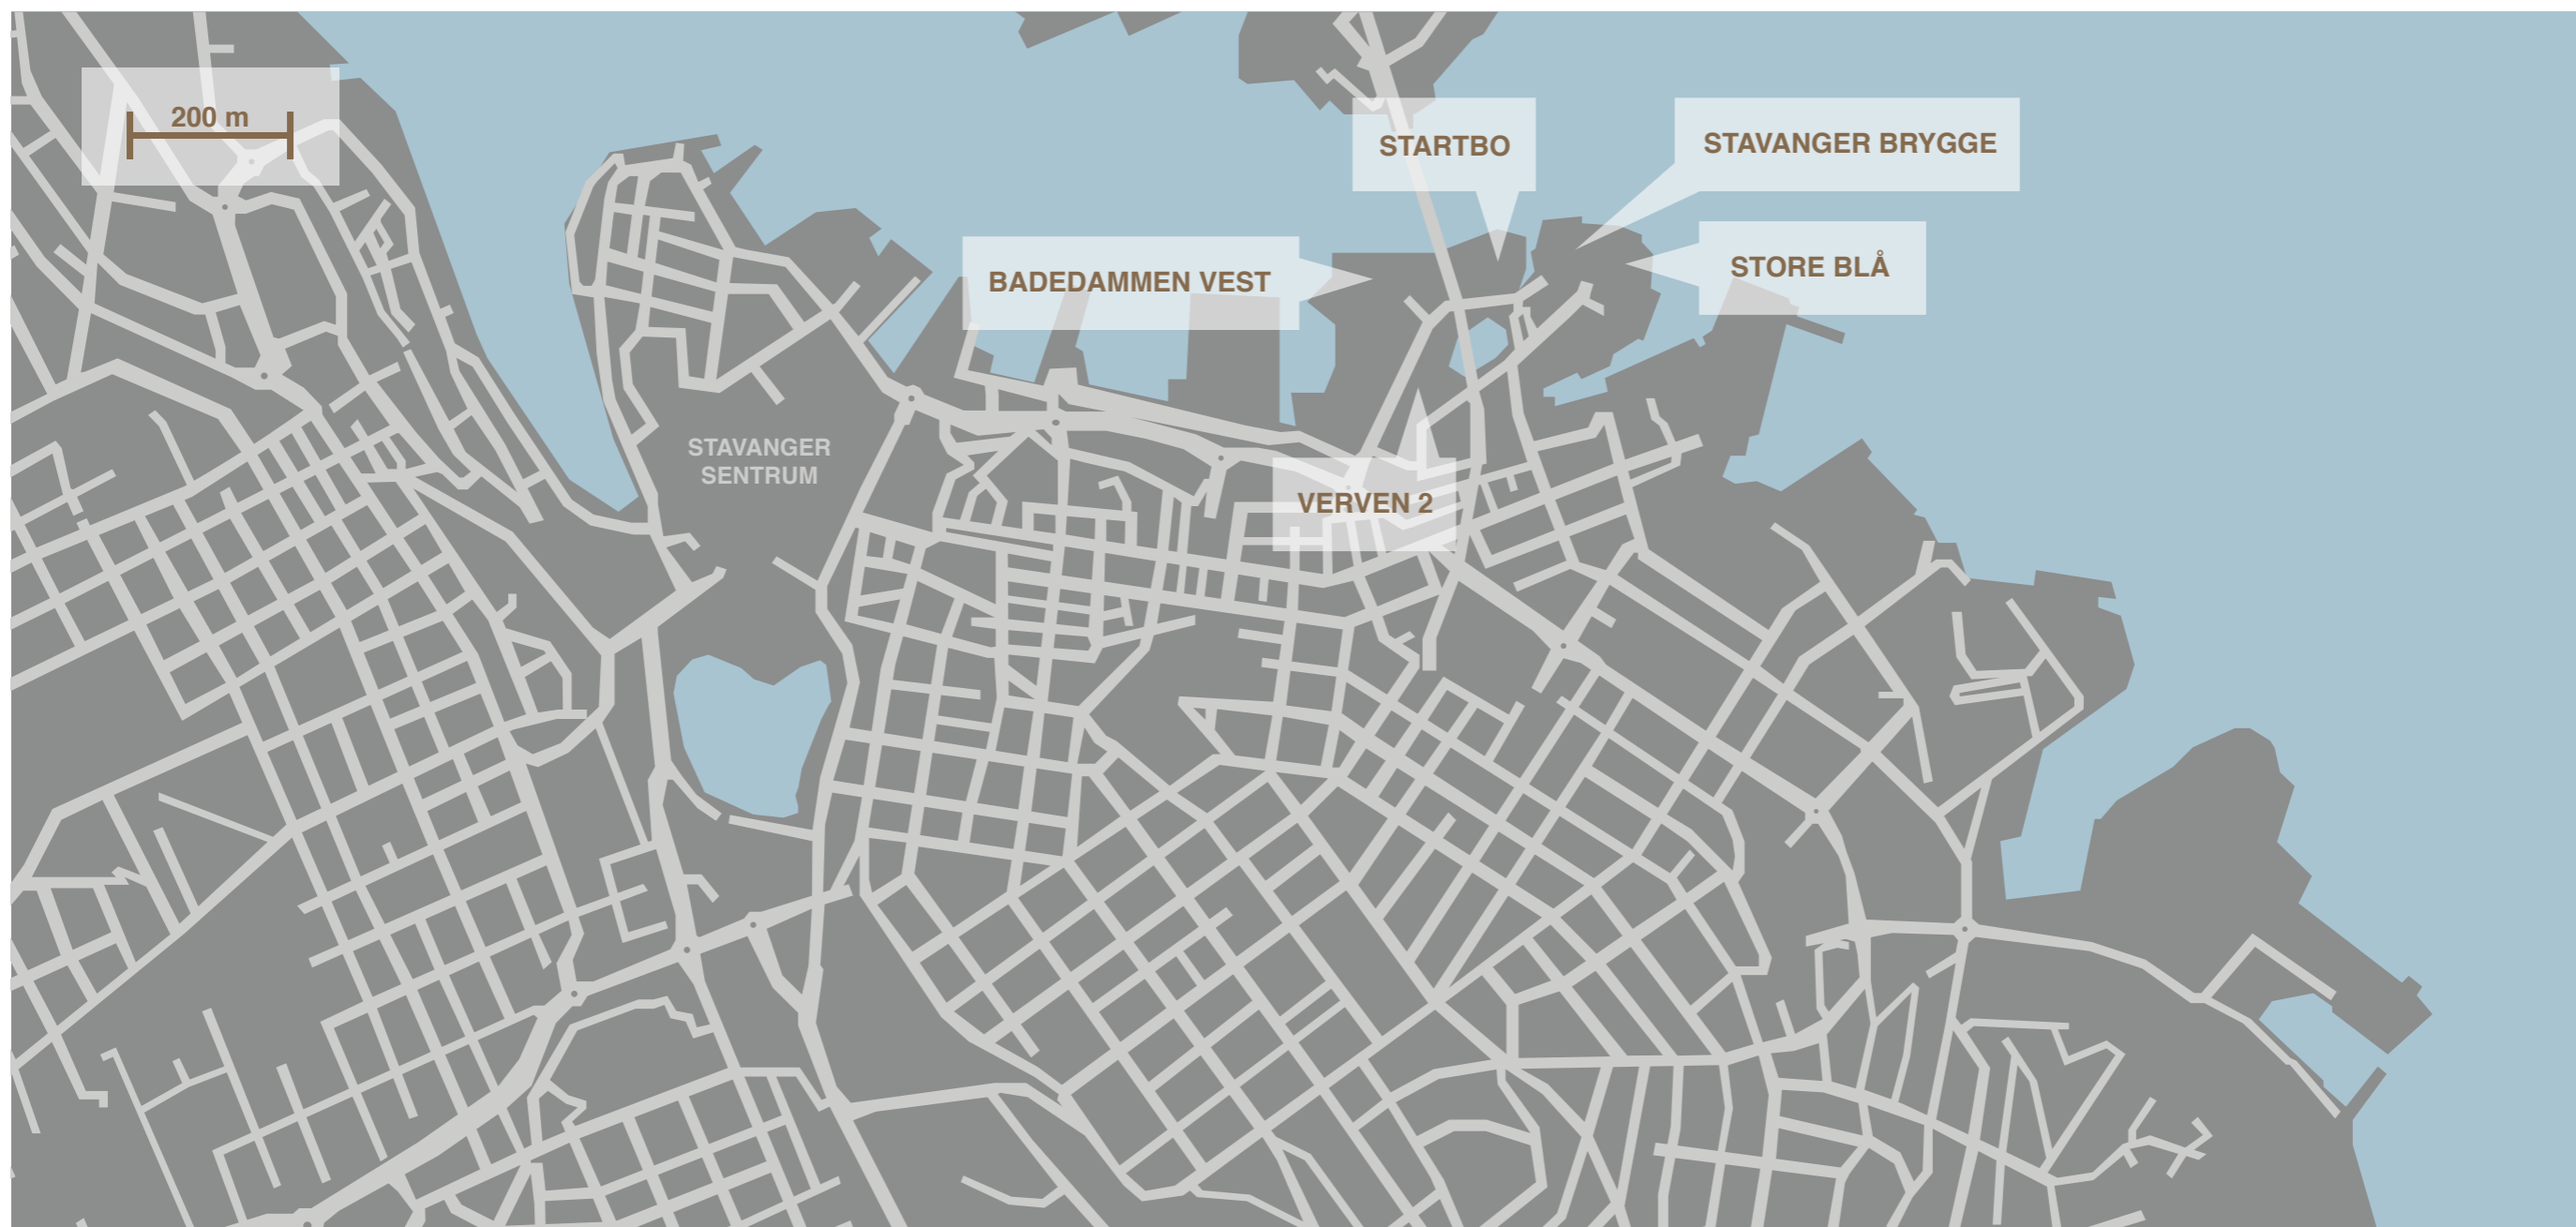 200 m
STARTBO
STAVANGER BRYGGE
BADEDAMMEN VEST
STORE BLÅ
STAVANGER
SENTRUM
VERVEN 2